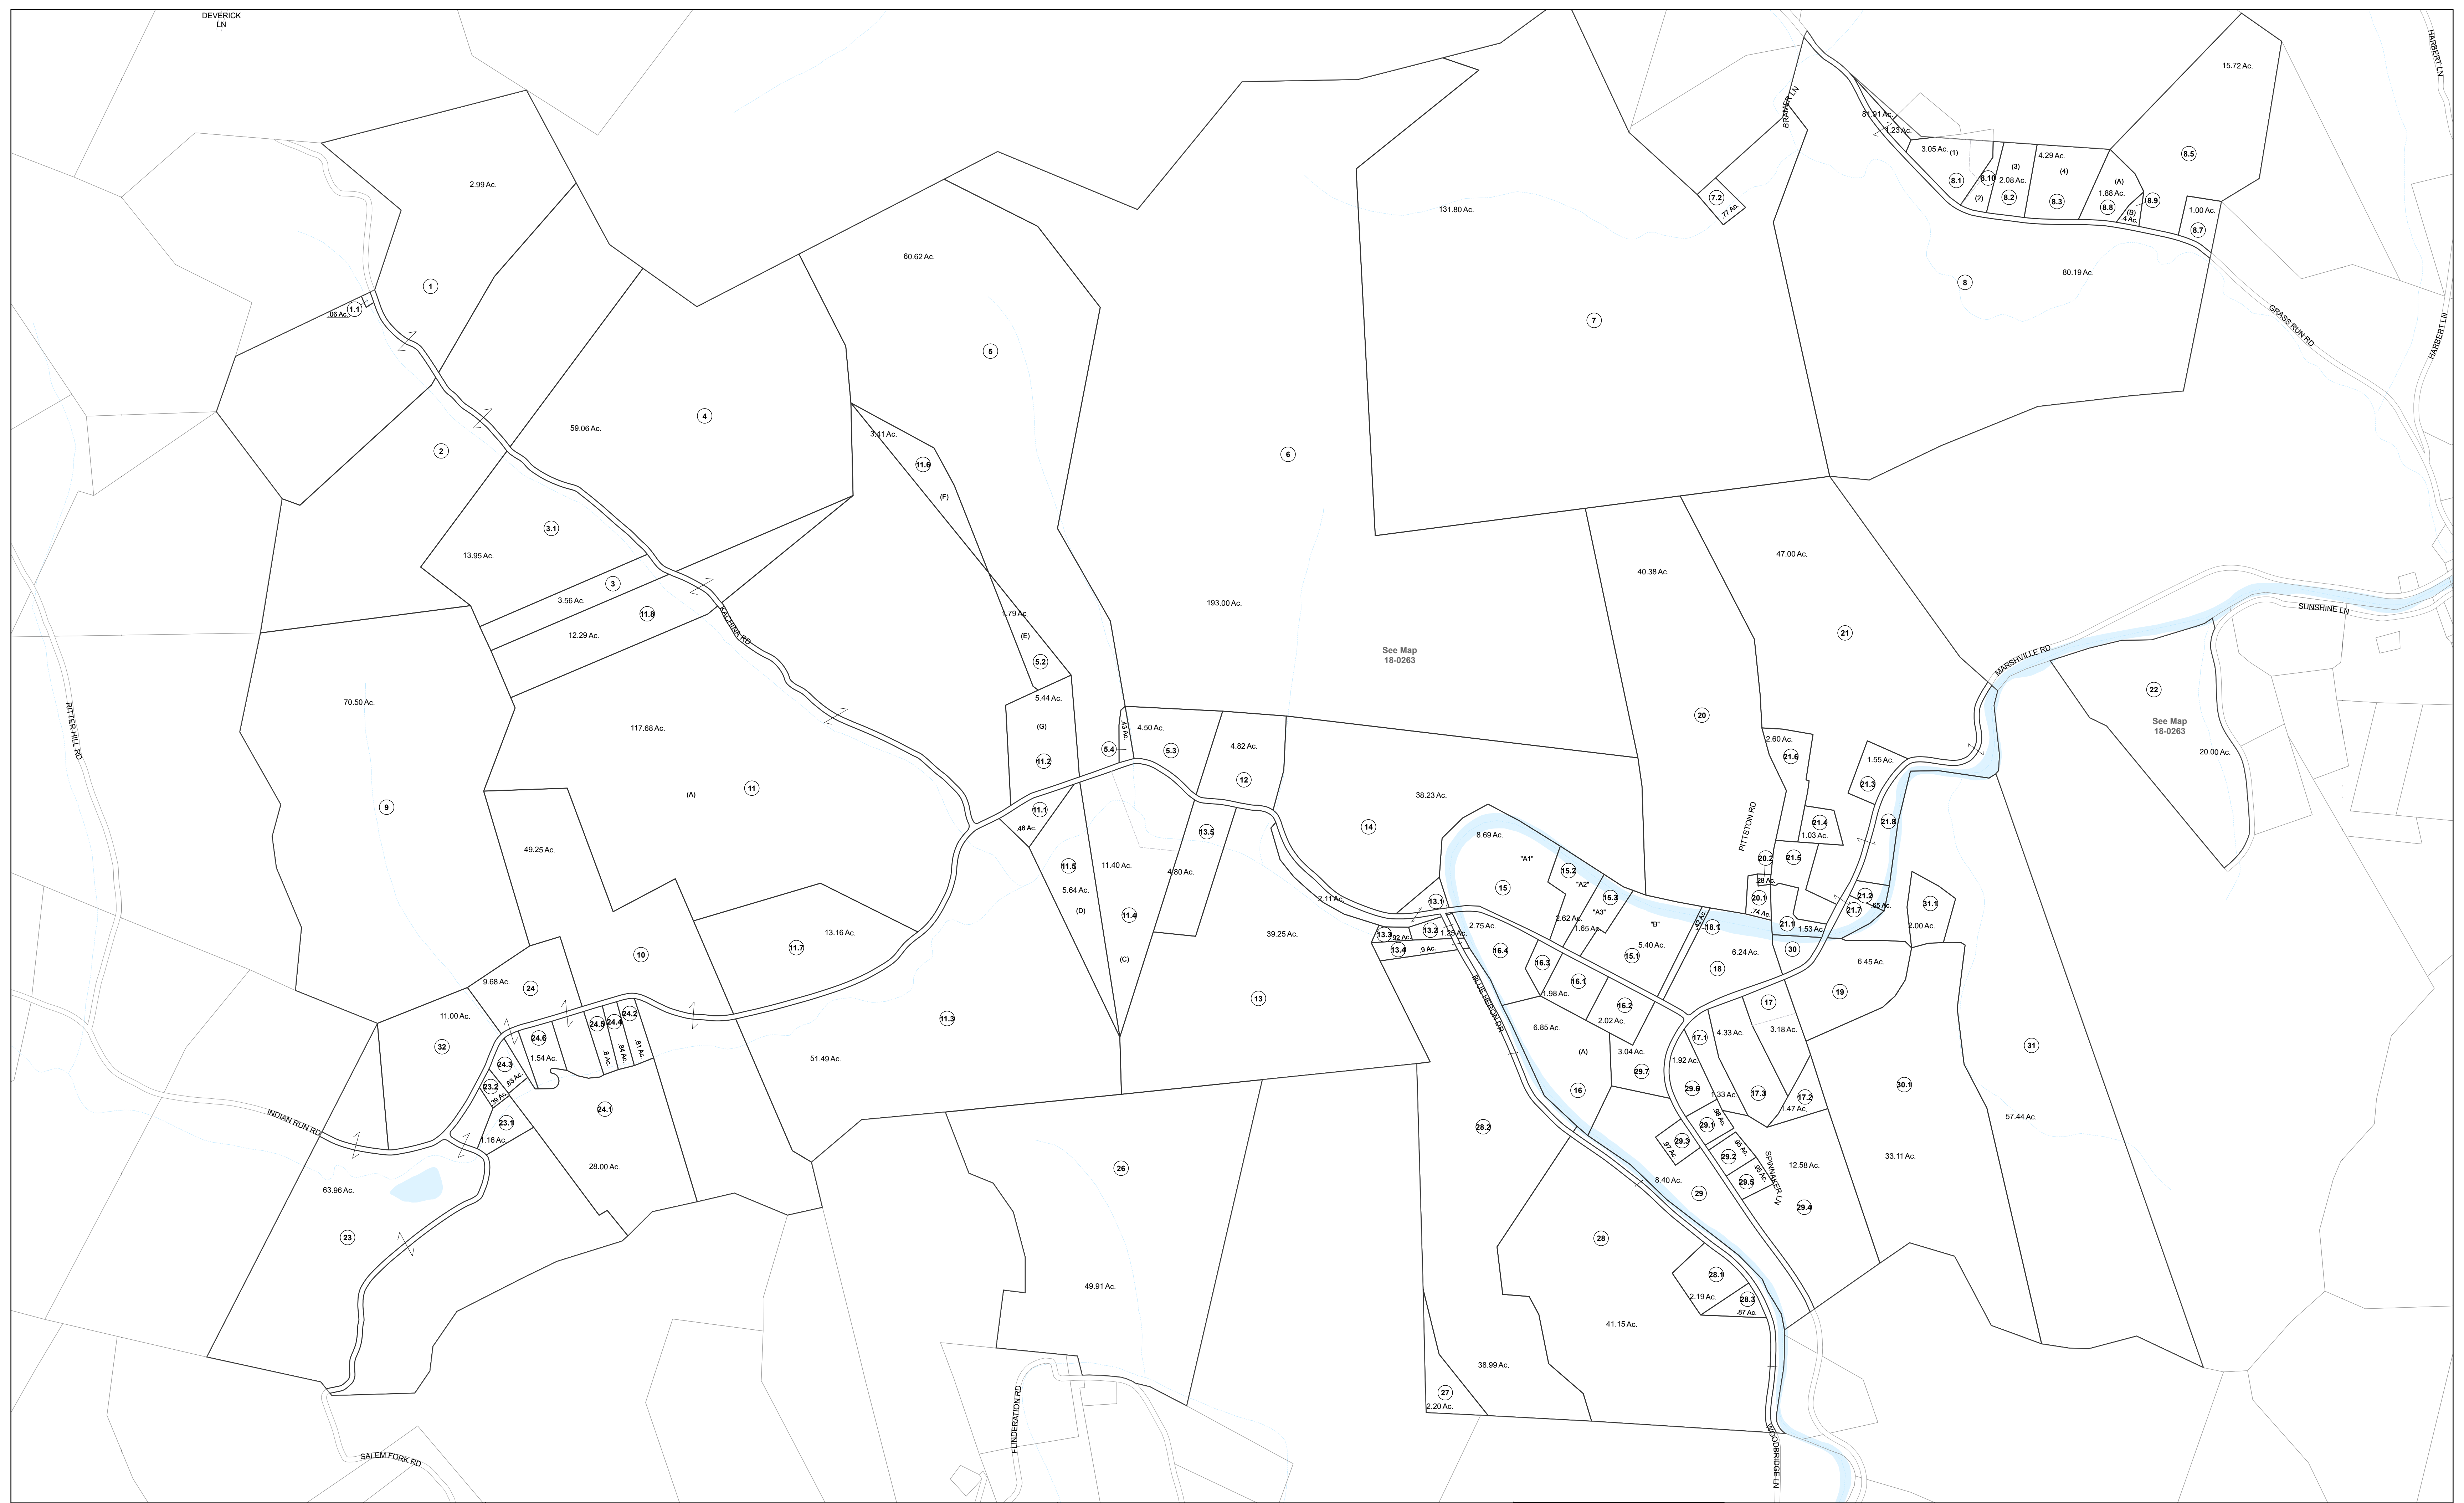 DEVERICK
LN
HARBERT LN
15.72 Ac.
BRAMER LN
81.91 Ac.
1.23 Ac.
3.05 Ac.
(1)
8.1
8.10
(2)
(3)
2.08 Ac.
8.2
4.29 Ac.
(4)
8.3
(A)
1.88 Ac.
8.8
(B)
.4 Ac.
8.9
8.5
1.00 Ac.
8.7
2.99 Ac.
7.2
.77 Ac.
131.80 Ac.
60.62 Ac.
80.19 Ac.
8
1
1.1
.06 Ac.
7
GRASS RUN RD
HARBERT LN
5
4
59.06 Ac.
2
3.41 Ac.
11.6
(F)
6
3.1
13.95 Ac.
47.00 Ac.
40.38 Ac.
3
3.56 Ac.
11.8
12.29 Ac.
KACHINA RD
1.79 Ac.
(E)
5.2
193.00 Ac.
See Map
18-0263
21
SUNSHINE LN
MARSHVILLE RD
22
See Map
18-0263
20.00 Ac.
RITTER HILL RD
70.50 Ac.
117.68 Ac.
5.44 Ac.
(G)
11.2
5.4
.43 Ac.
4.50 Ac.
5.3
4.82 Ac.
12
20
2.60 Ac.
21.6
1.55 Ac.
21.3
9
11
(A)
11.1
.46 Ac.
38.23 Ac.
14
13.5
8.69 Ac.
PITTSTON RD
21.4
1.03 Ac.
21.8
49.25 Ac.
11.5
5.64 Ac.
(D)
11.40 Ac.
4.80 Ac.
11.4
(C)
"A1"
15
15.2
"A2"
15.3
"A3"
2.62 Ac.
1.65 Ac.
"B"
5.40 Ac.
15.1
20.2
.28 Ac.
20.1
.74 Ac.
21.5
21.2
.65 Ac.
21.7
21.1
1.53 Ac.
31.1
2.00 Ac.
2.11 Ac.
13.1
13.2
1.25 Ac.
13.3
.92 Ac.
13.4
.9 Ac.
2.75 Ac.
16.4
18.1
30
6.24 Ac.
18
6.45 Ac.
19
13.16 Ac.
11.7
10
39.25 Ac.
13
9.68 Ac.
24
16.3
1.98 Ac.
16.1
16.2
2.02 Ac.
17
BLUE HERON DR
11.00 Ac.
32
24.6
1.54 Ac.
24.5
24.4
24.2
.8 Ac.
.84 Ac.
.81 Ac.
11.3
51.49 Ac.
6.85 Ac.
(A)
16
3.04 Ac.
29.7
17.1
4.33 Ac.
3.18 Ac.
1.92 Ac.
29.6
1.33 Ac.
17.3
17.2
1.47 Ac.
30.1
31
57.44 Ac.
24.3
.83 Ac.
23.2
.39 Ac.
23.1
1.16 Ac.
24.1
28.00 Ac.
INDIAN RUN RD
28.2
29.1
.98 Ac.
29.3
.97 Ac.
29.2
.95 Ac.
29.5
.95 Ac.
SPINNAKER LN
12.58 Ac.
29.4
33.11 Ac.
63.96 Ac.
23
26
8.40 Ac.
29
28
49.91 Ac.
28.1
2.19 Ac.
28.3
.87 Ac.
41.15 Ac.
38.99 Ac.
27
2.20 Ac.
FLINDERATION RD
SALEM FORK RD
WOODBRIDGE LN